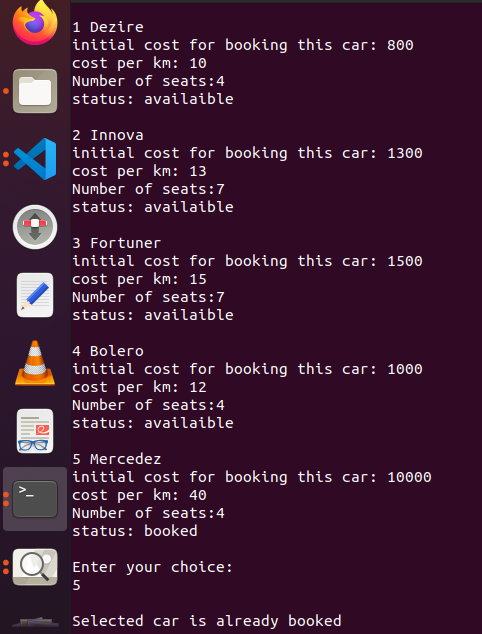 1 Dezire
initial cost for booking this car: 800
cost per km: 10
Number of seats:4
status: availaible
2 Innova
initial cost for booking this car: 1300
cost per km: 13
Number of seats:7
status: availaible
3 Fortuner
initial cost for booking this car: 1500
cost per km: 15
Number of seats:7
status: availaible
4 Bolero
initial cost for booking this car: 1000
cost per km: 12
Number of seats:4
status: availaible
5 Mercedez
initial cost for booking this car: 10000
cost per km: 40
Number of seats:4
status: booked
Enter your choice:
5
Selected car is already booked